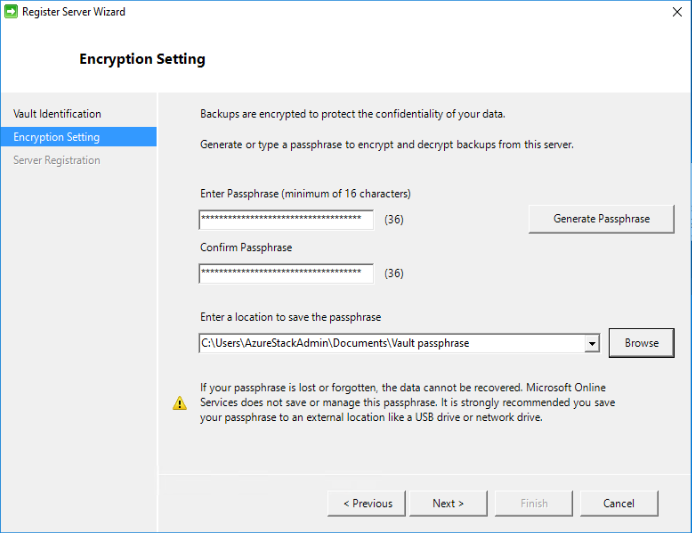 Register Server Wizard
Encryption Setting
Vault Identification
Encryption Setting
Server Registration
Backups are encrypted to protect the confidentiality of your data.
Generate or type a passphrase to encrypt and decrypt backups from this server.
Enter Passphrase (minimum of 16 characters)
************************************ (36)
Generate Passphrase
Confirm Passphrase
************************************ (36)
Enter a location to save the passphrase
C:\Users\AzureStackAdmin\Documents\Vault passphrase
Browse
If your passphrase is lost or forgotten, the data cannot be recovered. Microsoft Online
Services does not save or manage this passphrase. It is strongly recommended you save
your passphrase to an external location like a USB drive or network drive.
< Previous
Next >
Finish
Cancel